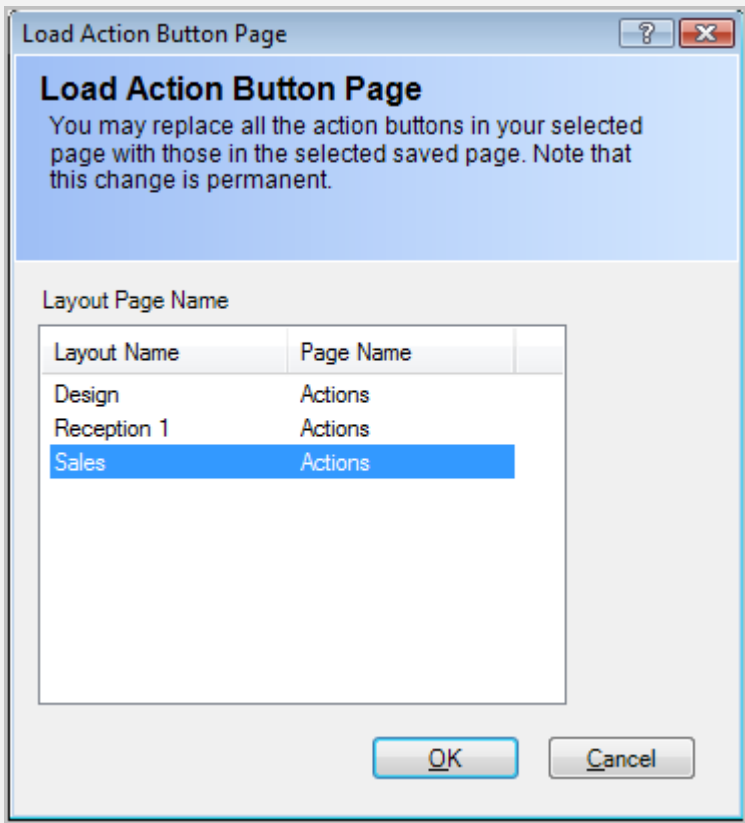 Load Action Button Page
Load Action Button Page
You may replace all the action buttons in your selected
page with those in the selected saved page. Note that
this change is permanent.
Layout Page Name
Layout Name Page Name
Design Actions
Reception 1 Actions
Sales Actions
OK Cancel